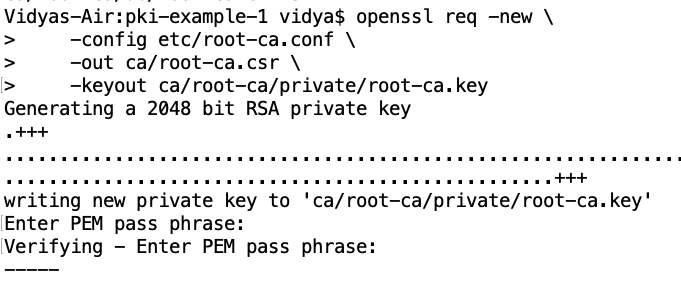 Vidyas-Air:pki-example-1 vidya$ openssl req -new \
>     -config etc/root-ca.conf \
>     -out ca/root-ca.csr \
>     -keyout ca/root-ca/private/root-ca.key
Generating a 2048 bit RSA private key
.+++
..............................................................
..................................................+++
writing new private key to 'ca/root-ca/private/root-ca.key'
Enter PEM pass phrase:
Verifying - Enter PEM pass phrase:
-----